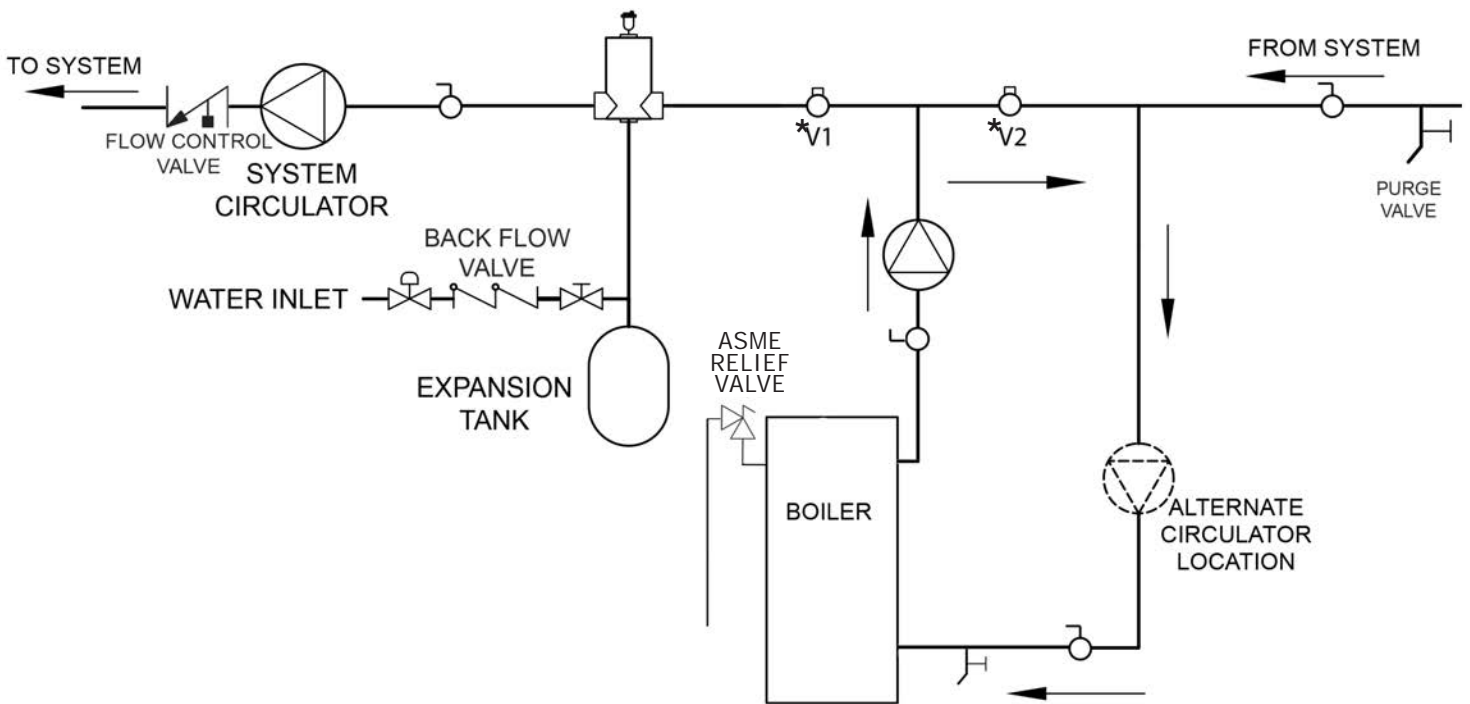 TO SYSTEM
FLOW CONTROL
VALVE
SYSTEM
CIRCULATOR
*V1
*V2
FROM SYSTEM
PURGE
VALVE
BACK FLOW
VALVE
WATER INLET
EXPANSION
TANK
ASME
RELIEF
VALVE
BOILER
ALTERNATE
CIRCULATOR
LOCATION